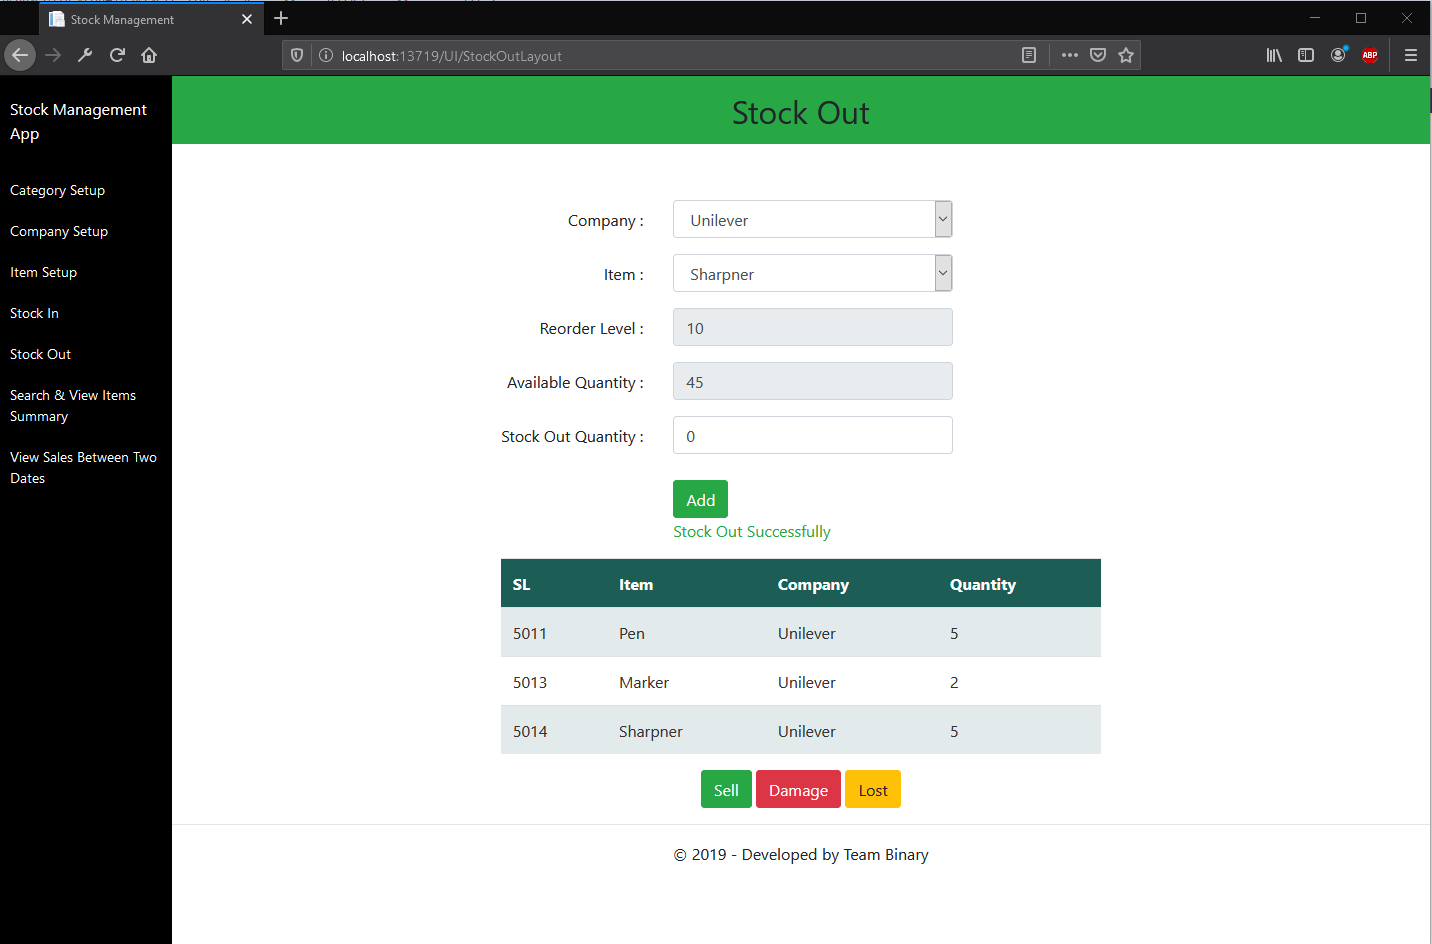 Stock Management
localhost:13719/UI/StockOutLayout
ABP
Stock Management
App
Category Setup
Company Setup
Item Setup
Stock In
Stock Out
Search & View Items
Summary
View Sales Between Two
Dates
Stock Out
Company : Unilever
Item : Sharpner
Reorder Level : 10
Available Quantity : 45
Stock Out Quantity : 0
Add
Stock Out Successfully
SL Item Company Quantity
5011 Pen Unilever 5
5013 Marker Unilever 2
5014 Sharpner Unilever 5
Sell Damage Lost
© 2019 - Developed by Team Binary